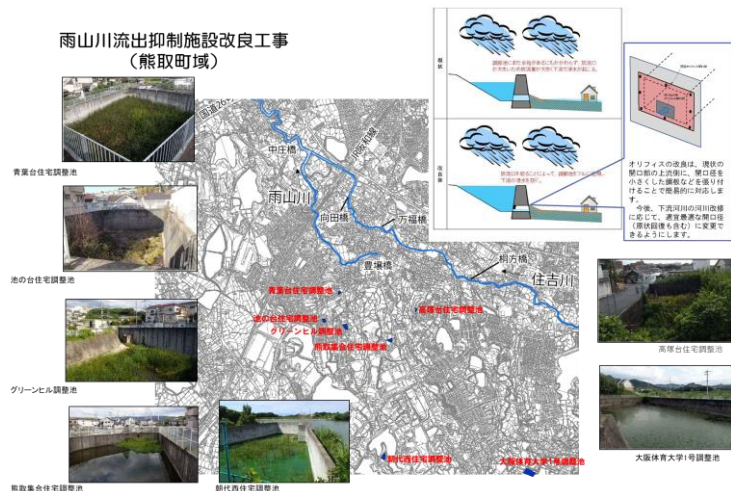 雨山川流出抑制施設改良工事
(熊取町域)
青葉台住宅調整池
池の台住宅調整池
グリーンヒル調整池
熊取集合住宅調整池
朝代西住宅調整池
中庄橋
雨山川
向田橋
万福橋
豊壌橋
桐方橋
住吉川
青葉台住宅調整池
池の台住宅調整池
グリーンヒル調整池
熊取集合住宅調整池
高塚台住宅調整池
朝代西住宅調整池
大阪体育大学1号調整池
現状
改良後
オリフィスの改良は、現状の
開口部の上流側に、開口径を
小さくした鋼板などを張り付
けることで簡易的に対応しま
す。
今後、下流河川の河川改修
に応じて、適宜最適な開口径
(原状回復も含む)に変更で
きるようにします。
高塚台住宅調整池
大阪体育大学1号調整池